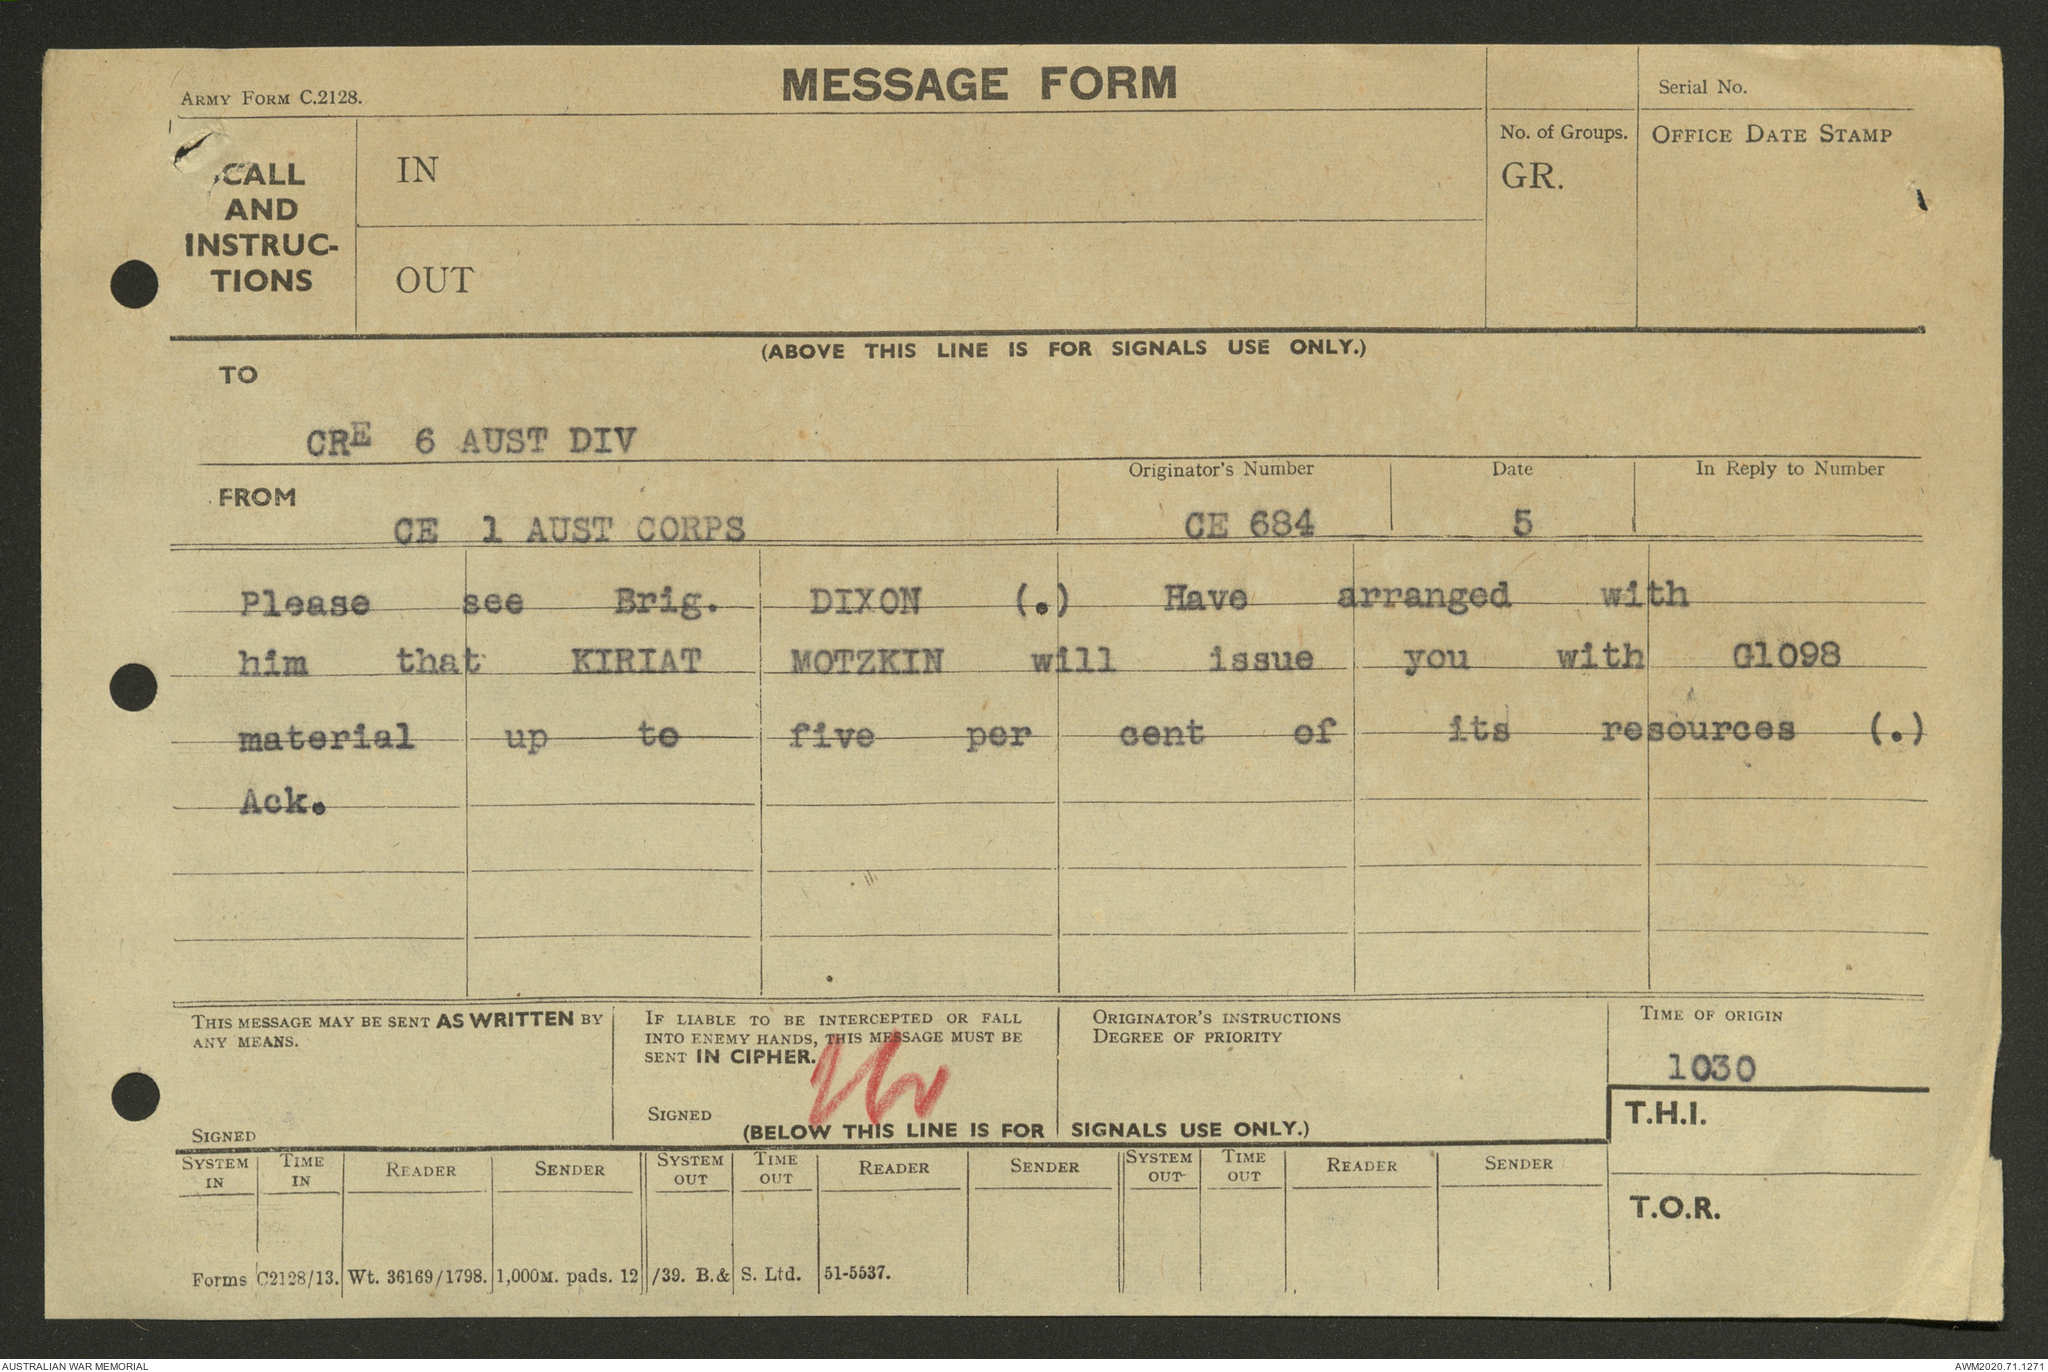 MESSAGE FORM
ARMY FORM C.2128.
Serial No.
CALL
AND
INSTRUC-
TIONS
IN
OUT
No. of Groups.
GR.
OFFICE DATE STAMP
(ABOVE THIS LINE IS FOR SIGNALS USE ONLY.)
TO
CRE 6 AUST DIV
FROM
CE 1 AUST CORPS
Originator's Number
CE 684
Date
5
In Reply to Number
Please see Brig. DIXON (.) Have arranged with
him that KIRIAT MOTZKIN will issue you with G1098
material up to five per cent of its resources (.)
Ack.
THIS MESSAGE MAY BE SENT AS WRITTEN BY
ANY MEANS.
SIGNED
IF LIABLE TO BE INTERCEPTED OR FALL
INTO ENEMY HANDS, THIS MESSAGE MUST BE
SENT IN CIPHER.
SIGNED
ORIGINATOR'S INSTRUCTIONS
DEGREE OF PRIORITY
TIME OF ORIGIN
1030
T.H.I.
T.O.R.
(BELOW THIS LINE IS FOR SIGNALS USE ONLY.)
SYSTEM IN
TIME IN
READER
SENDER
SYSTEM OUT
TIME OUT
READER
SENDER
SYSTEM OUT
TIME OUT
READER
SENDER
Forms C2128/13. Wt. 36169/1798. 1,000M. pads. 12/39. B.& S. Ltd. 51-5537.
AUSTRALIAN WAR MEMORIAL
AWM2020.71.1271